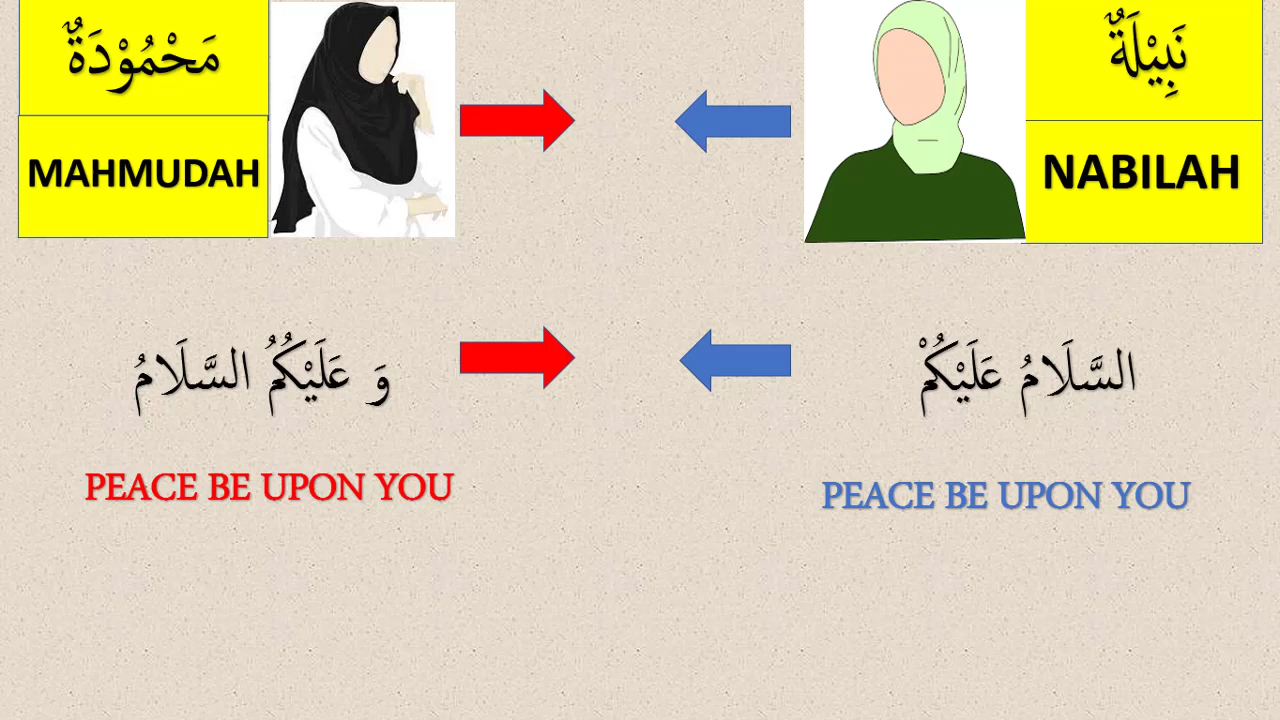 مَحْمُوْدَةٌ
MAHMUDAH
نَبِيْلَةٌ
NABILAH
وَ عَلَيْكُمُ السَّلَامُ
PEACE BE UPON YOU
السَّلَامُ عَلَيْكُمْ
PEACE BE UPON YOU